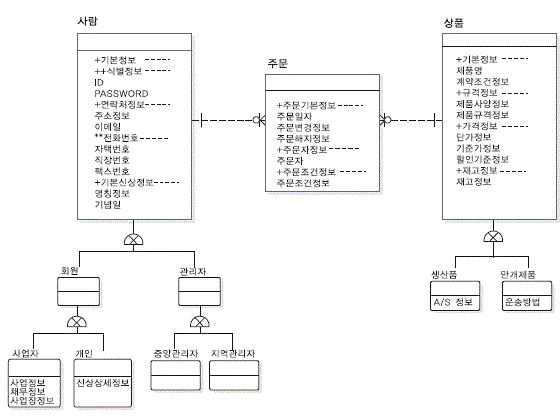 사람
+기본정보 -----
++식별정보 -----
ID
PASSWORD
+연락처정보 -----
주소정보
이메일
**전화번호 -----
자택번호
직장번호
팩스번호
+기본신상정보 -----
명칭정보
기념일
주문
+주문기본정보 -----
주문일자
주문변경정보
주문해지정보
+주문자정보 -----
주문자
+주문조건정보 -----
주문조건정보
상품
+기본정보 -----
제품명
계약조건정보
+규격정보 -----
제품사양정보
제품규격정보
+가격정보 -----
단가정보
기준가정보
할인기준정보
+재고정보 -----
재고정보
회원
관리자
사업자
사업정보
채무정보
사업장정보
개인
신상상세정보
중앙관리자
지역관리자
생산품
A/S 정보
만개제품
운송방법